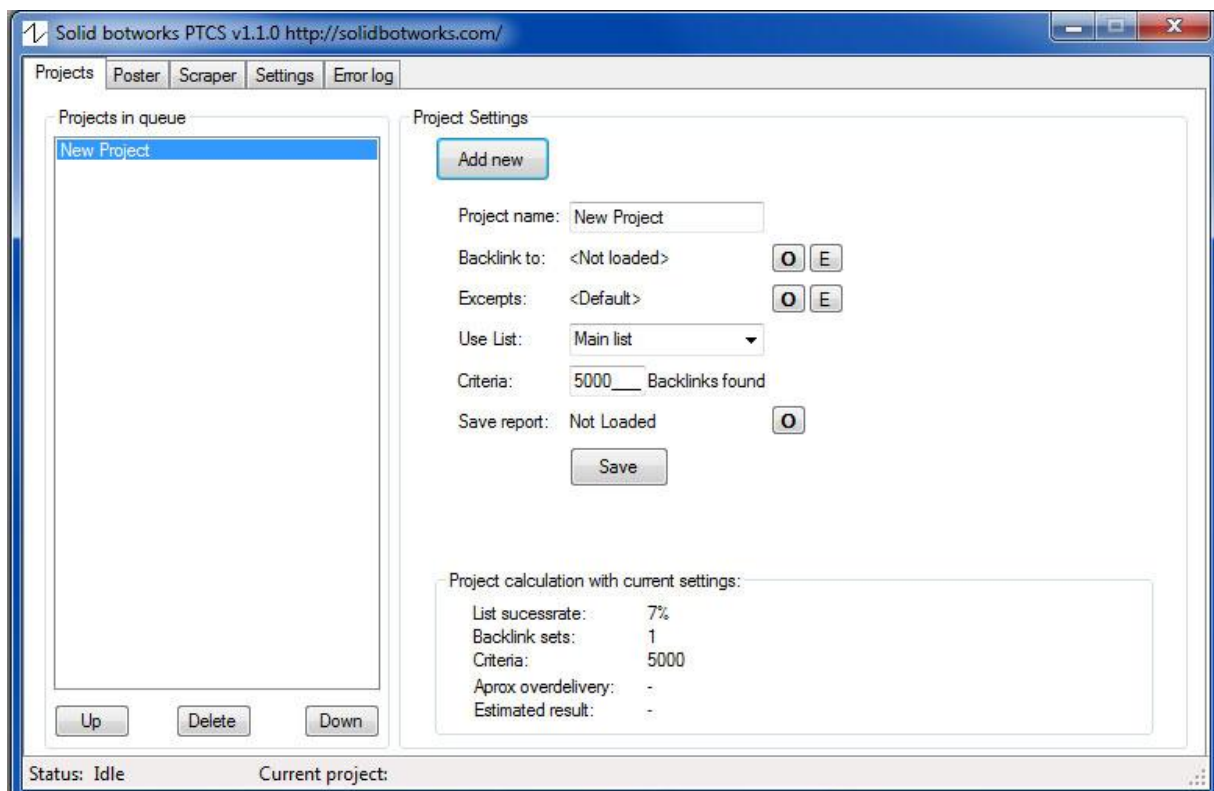 Solid botworks PTCS v1.1.0 http://solidbotworks.com/
Projects Poster Scraper Settings Error log
Projects in queue
New Project
Up Delete Down
Project Settings
Add new
Project name: New Project
Backlink to: <Not loaded> O E
Excerpts: <Default> O E
Use List: Main list
Criteria: 5000___ Backlinks found
Save report: Not Loaded O
Save
Project calculation with current settings:
List sucessrate: 7%
Backlink sets: 1
Criteria: 5000
Aprox overdelivery: -
Estimated result: -
Status: Idle Current project: